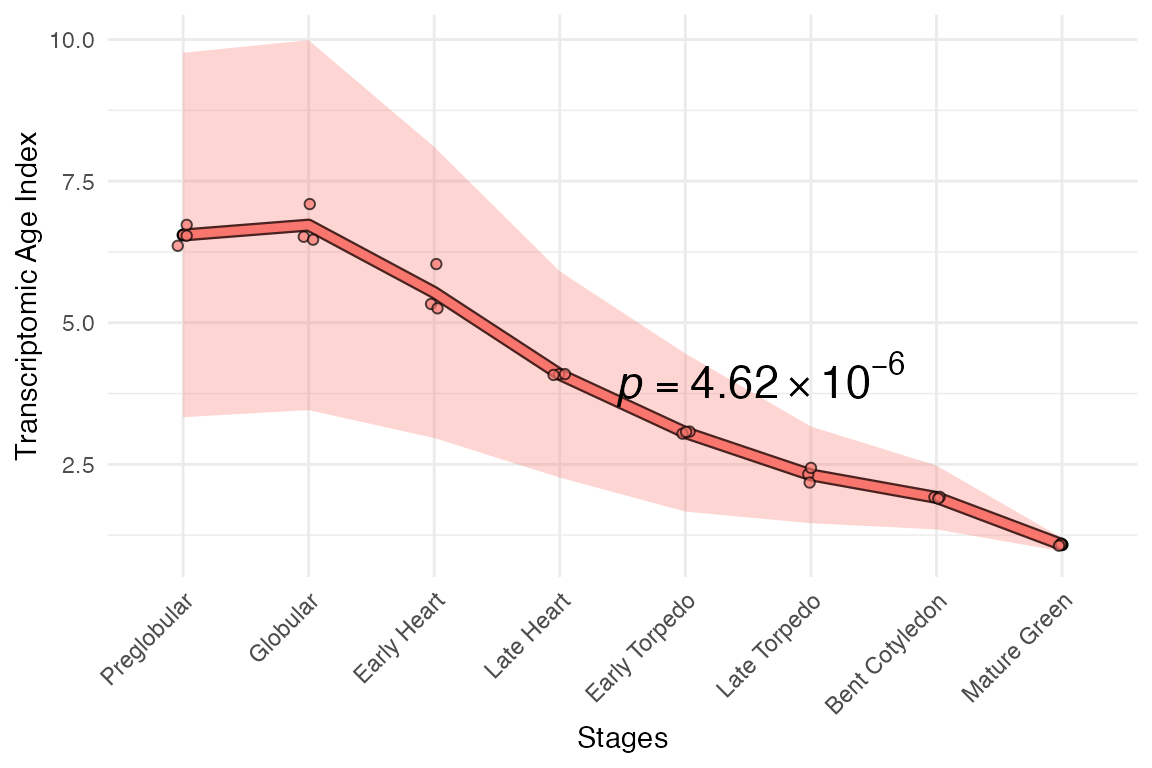 10.0
7.5
5.0
2.5
Transcriptomic Age Index
p = 4.62 × 10⁻⁶
Preglobular
Globular
Early Heart
Late Heart
Early Torpedo
Late Torpedo
Bent Cotyledon
Mature Green
Stages